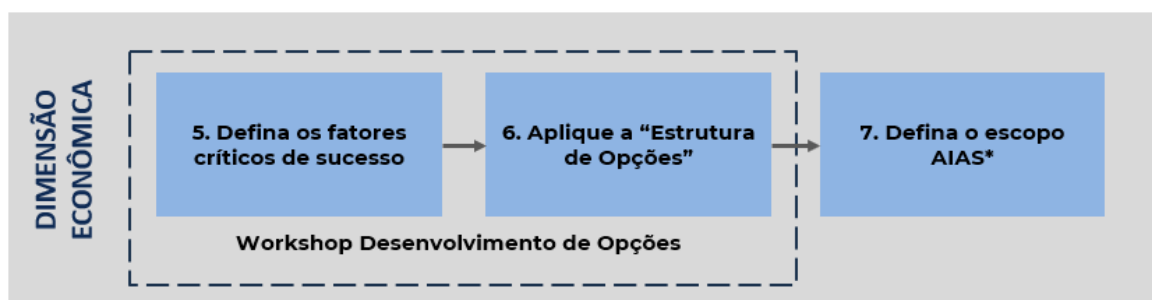 DIMENSÃO
ECONÔMICA
5. Defina os fatores
críticos de sucesso
6. Aplique a “Estrutura
de Opções”
7. Defina o escopo
AIAS*
Workshop Desenvolvimento de Opções